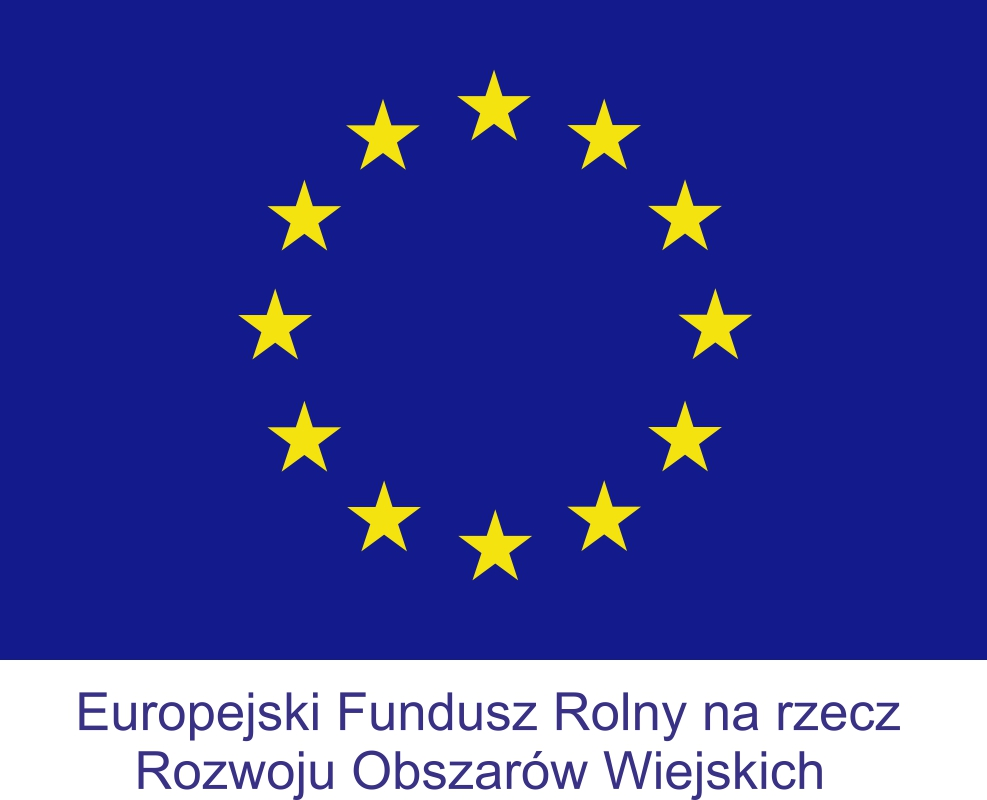 Europejski Fundusz Rolny na rzecz
Rozwoju Obszarów Wiejskich